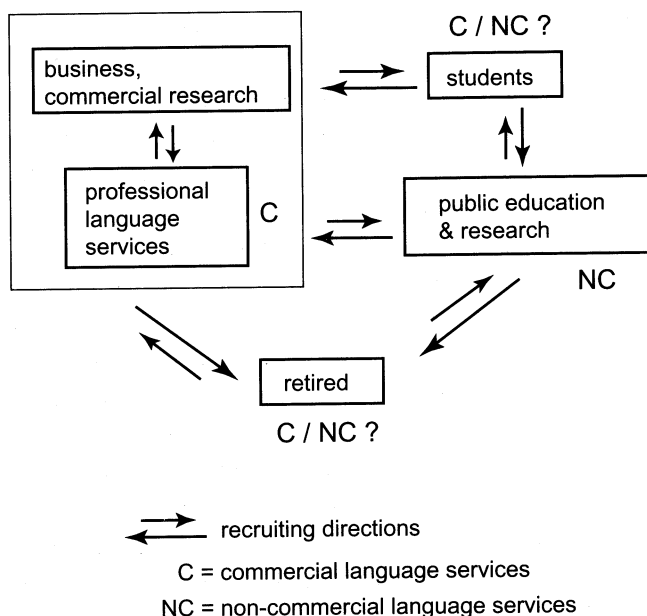 C / NC ?
business,
commercial research
students
professional
language
services
C
public education
& research
NC
retired
C / NC ?
recruiting directions
C = commercial language services
NC = non-commercial language services